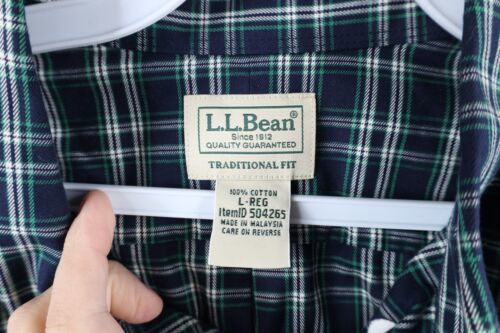 L.L.Bean®
Since 1912
QUALITY GUARANTEED
TRADITIONAL FIT
100% COTTON
L-REG
ItemID 504265
MADE IN MALAYSIA
CARE ON REVERSE